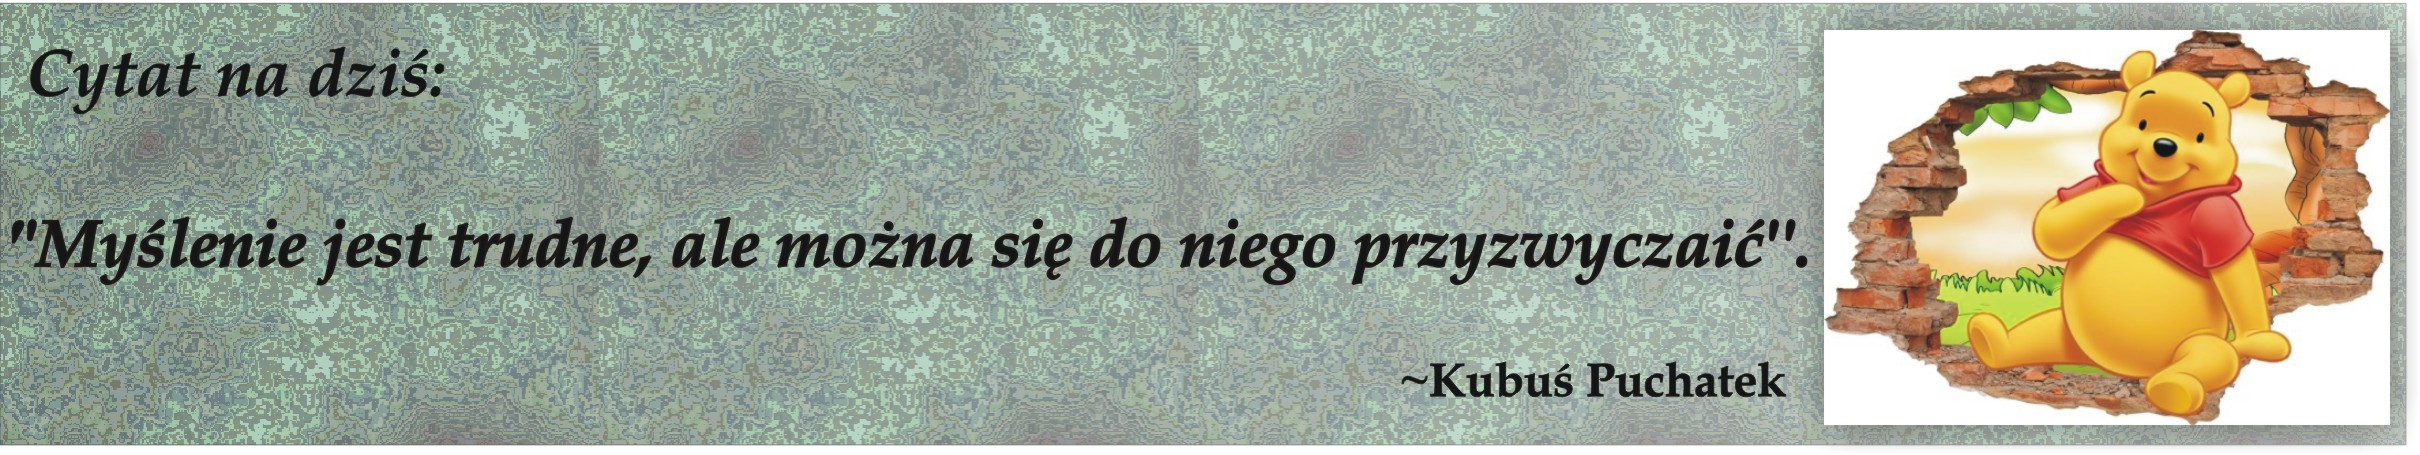 Cytat na dziś:
"Myślenie jest trudne, ale można się do niego przyzwyczaić".
~Kubuś Puchatek